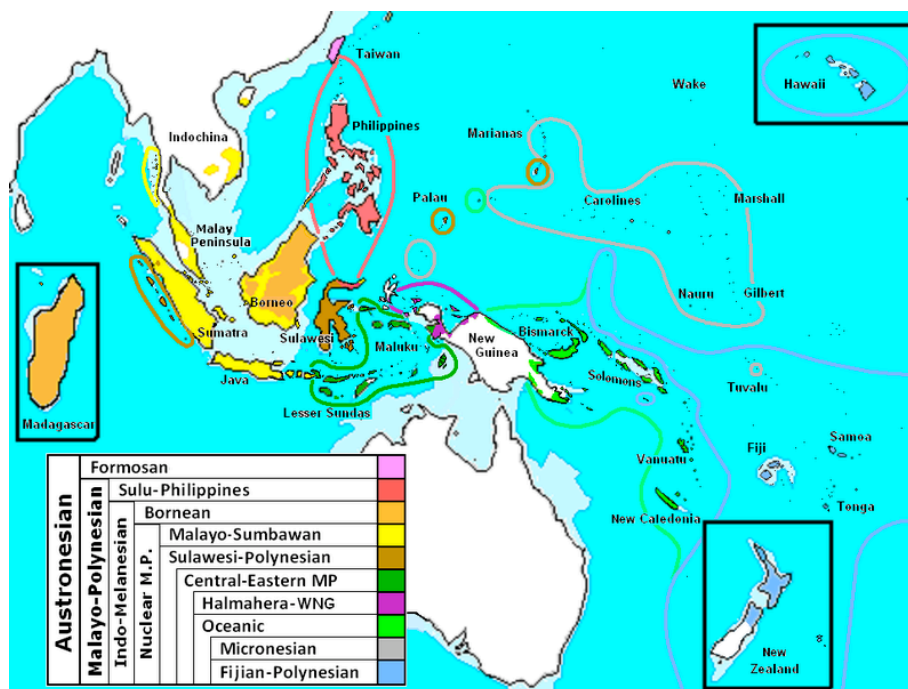 Taiwan
Wake
Hawaii
Philippines
Marianas
Indochina
Palau
Carolines
Marshall
Malay
Peninsula
Borneo
Nauru
Gilbert
Sumatra
Sulawesi
Maluku
New
Guinea
Bismarck
Java
Solomons
Tuvalu
Madagascar
Lesser Sundas
Vanuatu
Fiji
Samoa
New Caledonia
Tonga
New
Zealand
Austronesian
Malayo-Polynesian
Indo-Melanesian
Nuclear M.P.
Formosan
Sulu-Philippines
Bornean
Malayo-Sumbawan
Sulawesi-Polynesian
Central-Eastern MP
Halmahera-WNG
Oceanic
Micronesian
Fijian-Polynesian